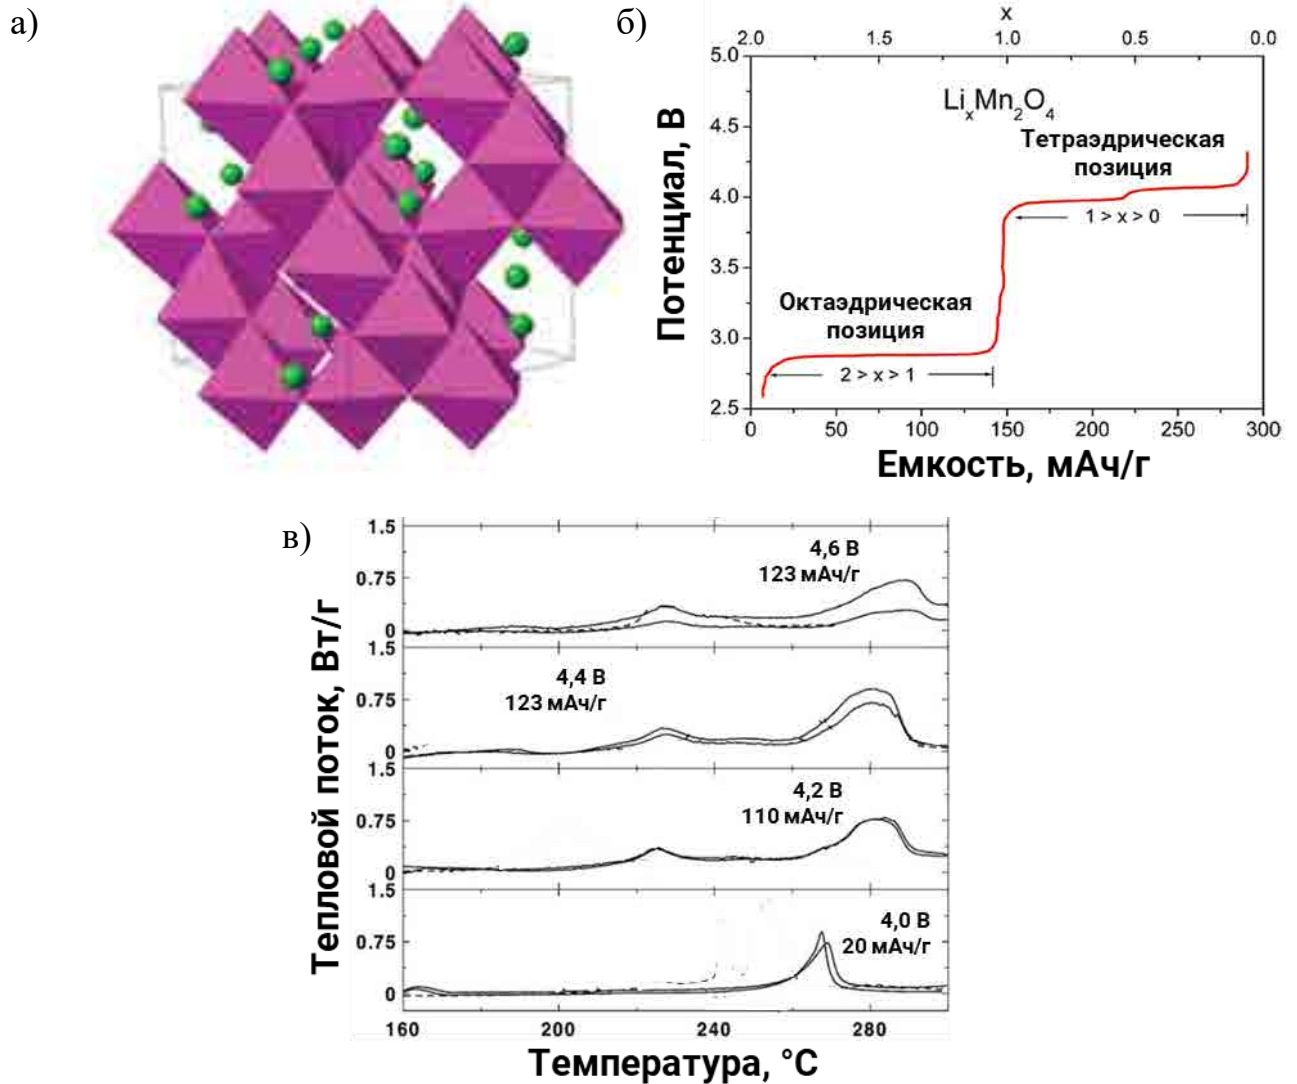 а)
б)
x
2.0 1.5 1.0 0.5 0.0
5.0
4.5
4.0
3.5
3.0
2.5
Потенциал, В
LiₓMn₂O₄
Тетраэдрическая
позиция
1 > x > 0
Октаэдрическая
позиция
2 > x > 1
0 50 100 150 200 250 300
Емкость, мАч/г
в)
Тепловой поток, Вт/г
1.5
0.75
0
4,6 В
123 мАч/г
1.5
0.75
0
4,4 В
123 мАч/г
1.5
0.75
0
4,2 В
110 мАч/г
1.5
0.75
0
4,0 В
20 мАч/г
160 200 240 280
Температура, °C